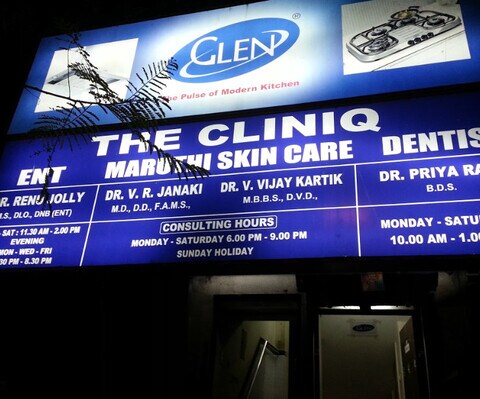 GLEN®
The Pulse of Modern Kitchen
THE CLINIQ
ENT
MARUTHI SKIN CARE
DENTIS
R. RENU JOLLY
S., DLO., DNB (ENT)
- SAT : 11.30 AM - 2.00 PM
EVENING
MON - WED - FRI
30 PM - 8.30 PM
DR. V. R. JANAKI
M.D., D.D., F.A.M.S.,
DR. V. VIJAY KARTIK
M.B.B.S., D.V.D.,
CONSULTING HOURS
MONDAY - SATURDAY 6.00 PM - 9.00 PM
SUNDAY HOLIDAY
DR. PRIYA RA
B.D.S.
MONDAY - SATU
10.00 AM - 1.0